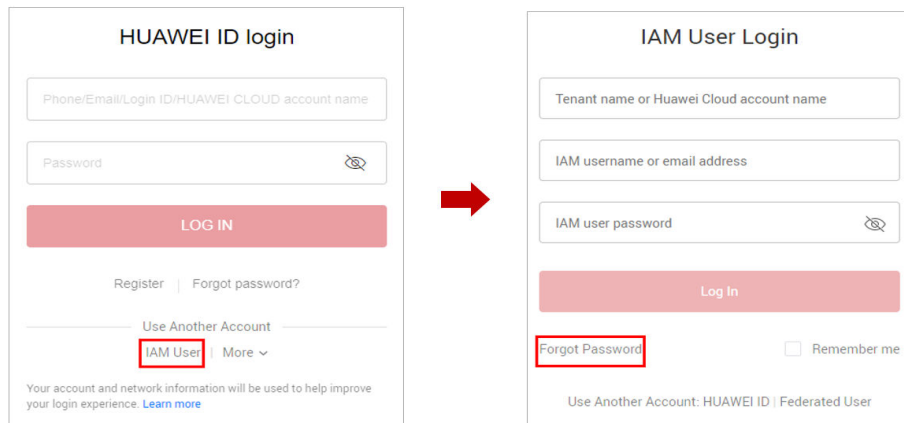 HUAWEI ID login
Phone/Email/Login ID/HUAWEI CLOUD account name
Password
LOG IN
Register | Forgot password?
Use Another Account
IAM User | More
Your account and network information will be used to help improve
your login experience. Learn more
IAM User Login
Tenant name or Huawei Cloud account name
IAM username or email address
IAM user password
Log In
Forgot Password
Remember me
Use Another Account: HUAWEI ID | Federated User